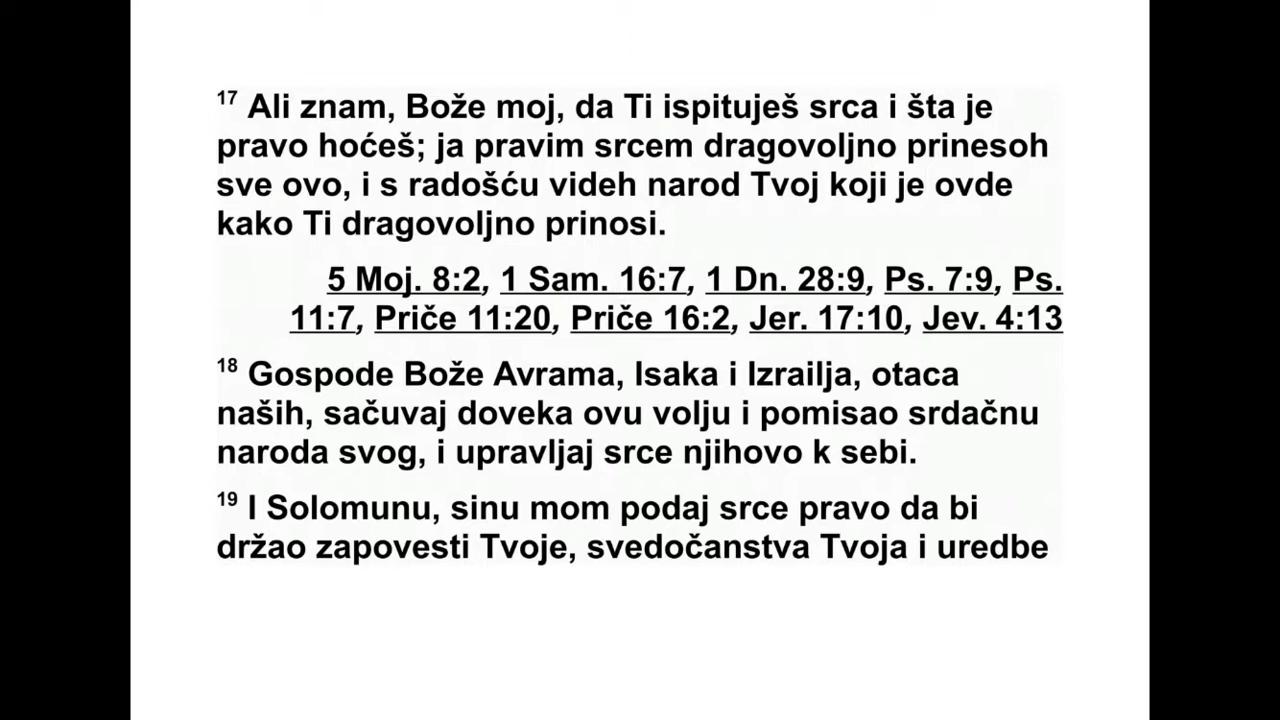 17 Ali znam, Bože moj, da Ti ispituješ srca i šta je
pravo hoćeš; ja pravim srcem dragovoljno prinesoh
sve ovo, i s radošću videh narod Tvoj koji je ovde
kako Ti dragovoljno prinosi.
5 Moj. 8:2, 1 Sam. 16:7, 1 Dn. 28:9, Ps. 7:9, Ps.
11:7, Priče 11:20, Priče 16:2, Jer. 17:10, Jev. 4:13
18 Gospode Bože Avrama, Isaka i Izrailja, otaca
naših, sačuvaj doveka ovu volju i pomisao srdačnu
naroda svog, i upravljaj srce njihovo k sebi.
19 I Solomunu, sinu mom podaj srce pravo da bi
držao zapovesti Tvoje, svedočanstva Tvoja i uredbe